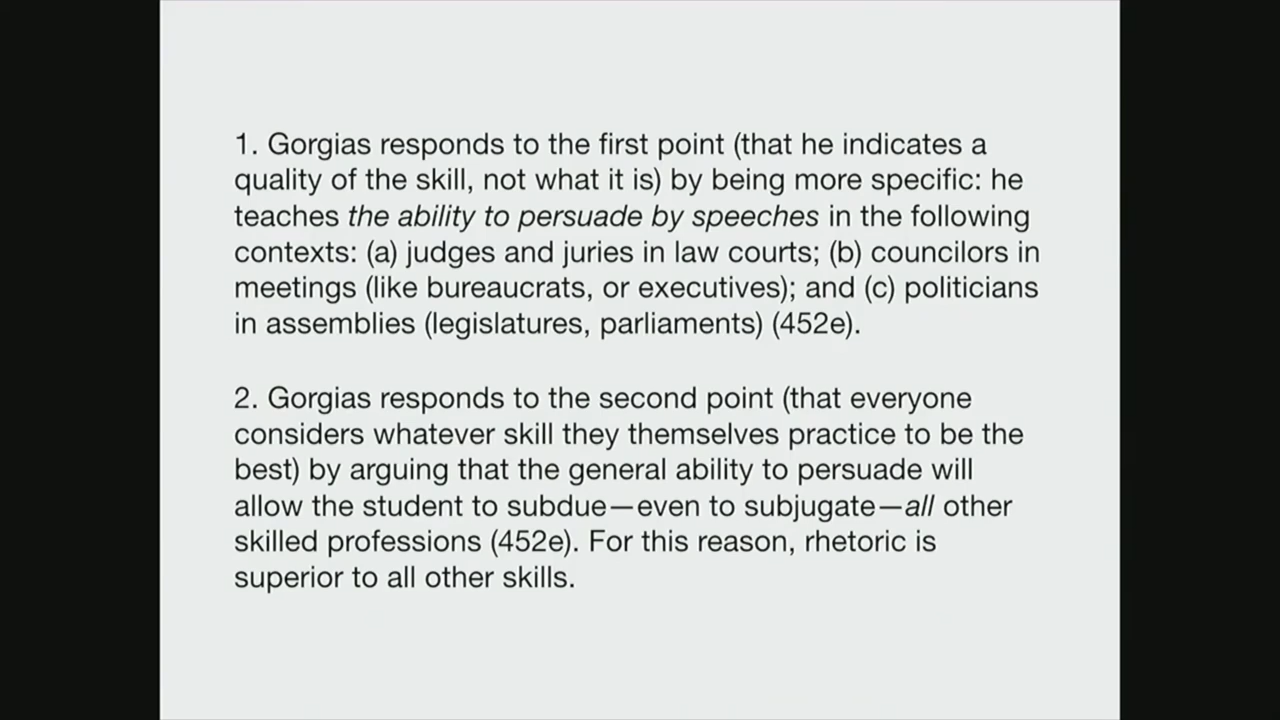 1. Gorgias responds to the first point (that he indicates a
quality of the skill, not what it is) by being more specific: he
teaches the ability to persuade by speeches in the following
contexts: (a) judges and juries in law courts; (b) councilors in
meetings (like bureaucrats, or executives); and (c) politicians
in assemblies (legislatures, parliaments) (452e).
2. Gorgias responds to the second point (that everyone
considers whatever skill they themselves practice to be the
best) by arguing that the general ability to persuade will
allow the student to subdue—even to subjugate—all other
skilled professions (452e). For this reason, rhetoric is
superior to all other skills.